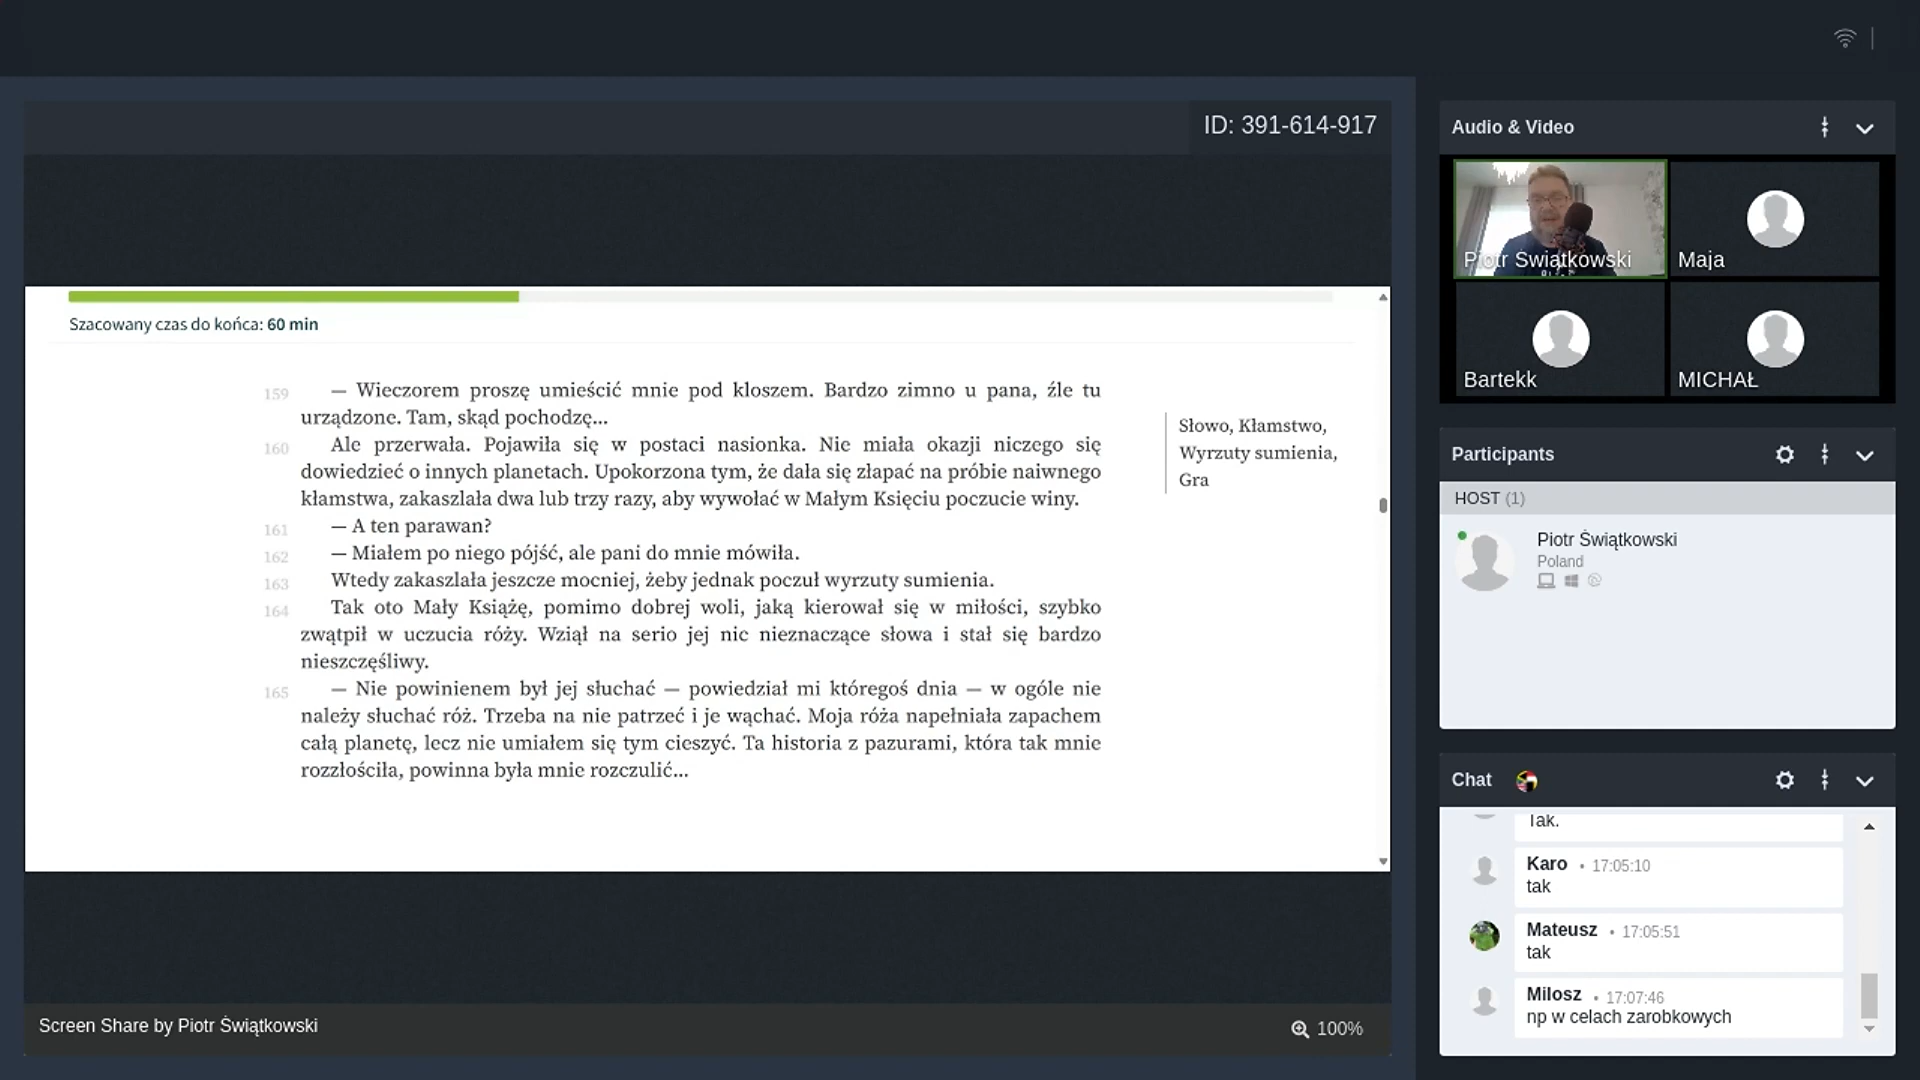 ID: 391-614-917
Szacowany czas do końca: 60 min
159 — Wieczorem proszę umieścić mnie pod kloszem. Bardzo zimno u pana, źle tu
urządzone. Tam, skąd pochodzę...
160 Ale przerwała. Pojawiła się w postaci nasionka. Nie miała okazji niczego się
dowiedzieć o innych planetach. Upokorzona tym, że dała się złapać na próbie naiwnego
kłamstwa, zakaszlała dwa lub trzy razy, aby wywołać w Małym Księciu poczucie winy.
161 — A ten parawan?
162 — Miałem po niego pójść, ale pani do mnie mówiła.
163 Wtedy zakaszlała jeszcze mocniej, żeby jednak poczuł wyrzuty sumienia.
164 Tak oto Mały Książę, pomimo dobrej woli, jaką kierował się w miłości, szybko
zwątpił w uczucia róży. Wziął na serio jej nic nieznaczące słowa i stał się bardzo
nieszczęśliwy.
165 — Nie powinienem był jej słuchać — powiedział mi któregoś dnia — w ogóle nie
należy słuchać róż. Trzeba na nie patrzeć i je wąchać. Moja róża napełniała zapachem
całą planetę, lecz nie umiałem się tym cieszyć. Ta historia z pazurami, która tak mnie
rozzłościła, powinna była mnie rozczulić...
Słowo, Kłamstwo,
Wyrzuty sumienia,
Gra
Screen Share by Piotr Świątkowski
100%
Audio & Video
Piotr Świątkowski
Maja
Bartekk
MICHAŁ
Participants
HOST (1)
Piotr Świątkowski
Poland
Chat
Tak.
Karo • 17:05:10
tak
Mateusz • 17:05:51
tak
Milosz • 17:07:46
np w celach zarobkowych